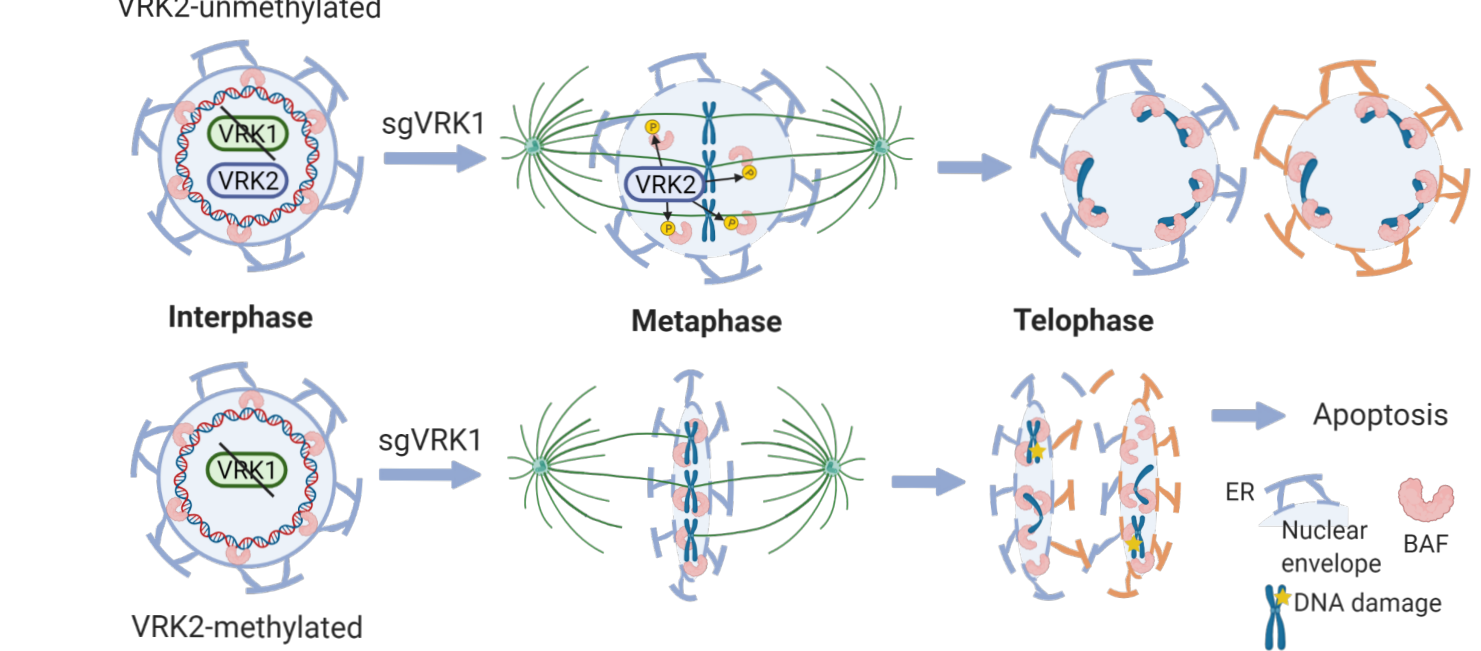 VRK2-unmethylated
VRK1
VRK2
sgVRK1
P
P
P
P
VRK2
Interphase
Metaphase
Telophase
VRK1
sgVRK1
Apoptosis
ER
Nuclear
envelope
BAF
DNA damage
VRK2-methylated